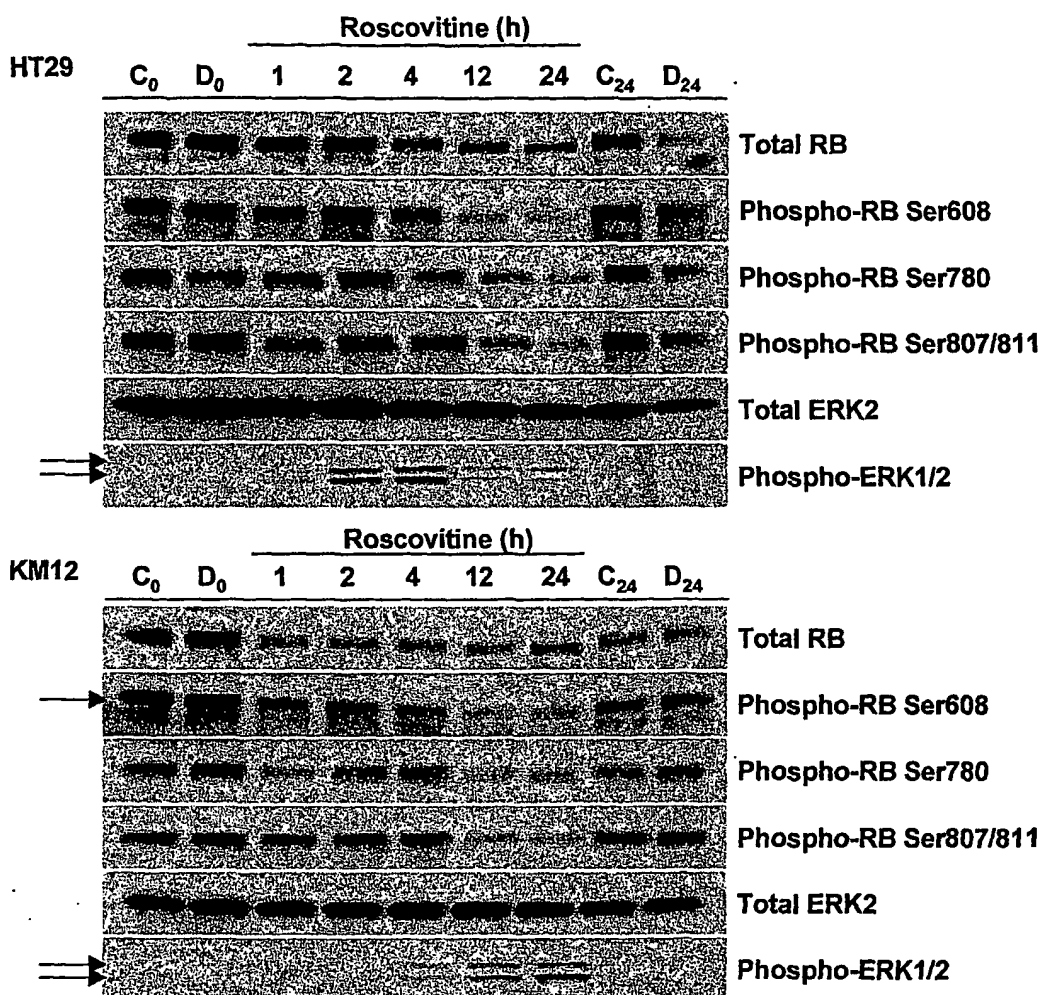 Roscovitine (h)
HT29 C₀ D₀ 1 2 4 12 24 C₂₄ D₂₄
Total RB
Phospho-RB Ser608
Phospho-RB Ser780
Phospho-RB Ser807/811
Total ERK2
Phospho-ERK1/2
Roscovitine (h)
KM12 C₀ D₀ 1 2 4 12 24 C₂₄ D₂₄
Total RB
Phospho-RB Ser608
Phospho-RB Ser780
Phospho-RB Ser807/811
Total ERK2
Phospho-ERK1/2